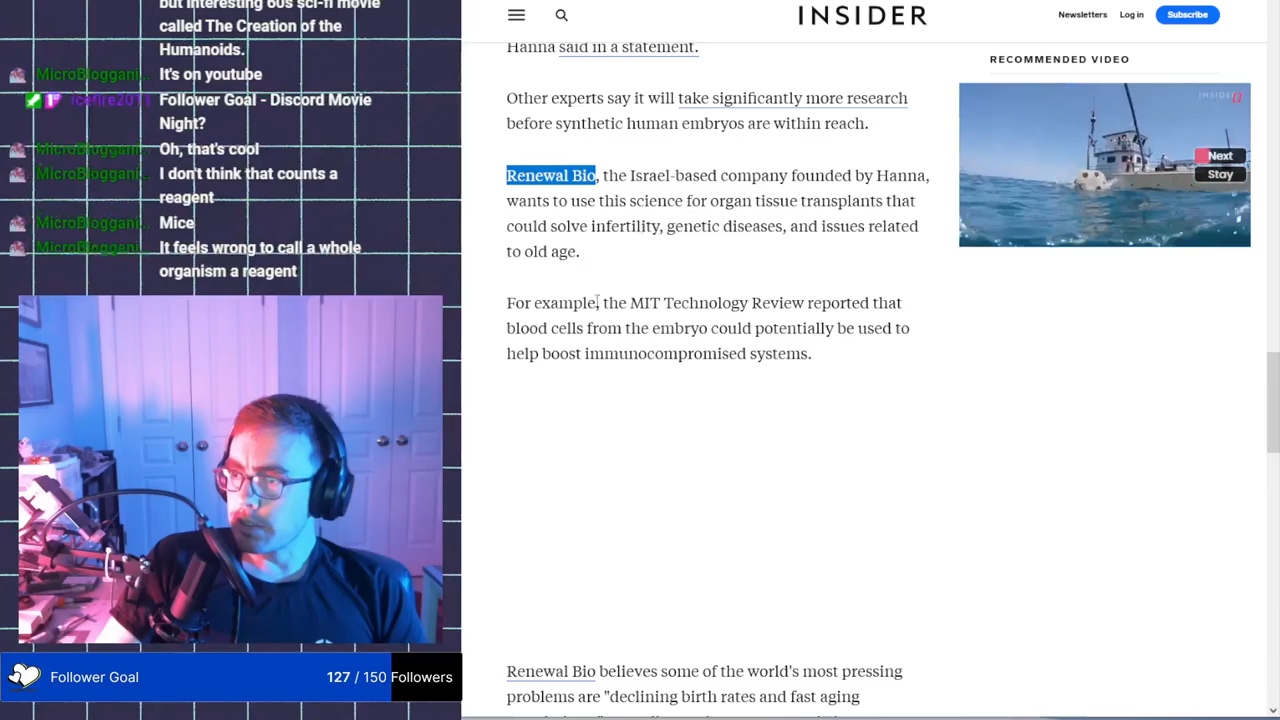 but interesting 60s sci-fi movie
called The Creation of the
Humanoids.
MicroBloggani... It's on youtube
icefire2011 Follower Goal - Discord Movie
Night?
MicroBloggani... Oh, that's cool
MicroBloggani... I don't think that counts a
reagent
MicroBloggani... Mice
MicroBloggani... It feels wrong to call a whole
organism a reagent
Follower Goal 127 / 150 Followers
INSIDER
Newsletters Log in Subscribe
Hanna said in a statement.
Other experts say it will take significantly more research
before synthetic human embryos are within reach.
Renewal Bio, the Israel-based company founded by Hanna,
wants to use this science for organ tissue transplants that
could solve infertility, genetic diseases, and issues related
to old age.
For example, the MIT Technology Review reported that
blood cells from the embryo could potentially be used to
help boost immunocompromised systems.
Renewal Bio believes some of the world's most pressing
problems are "declining birth rates and fast aging
RECOMMENDED VIDEO
INSIDER
Next
Stay